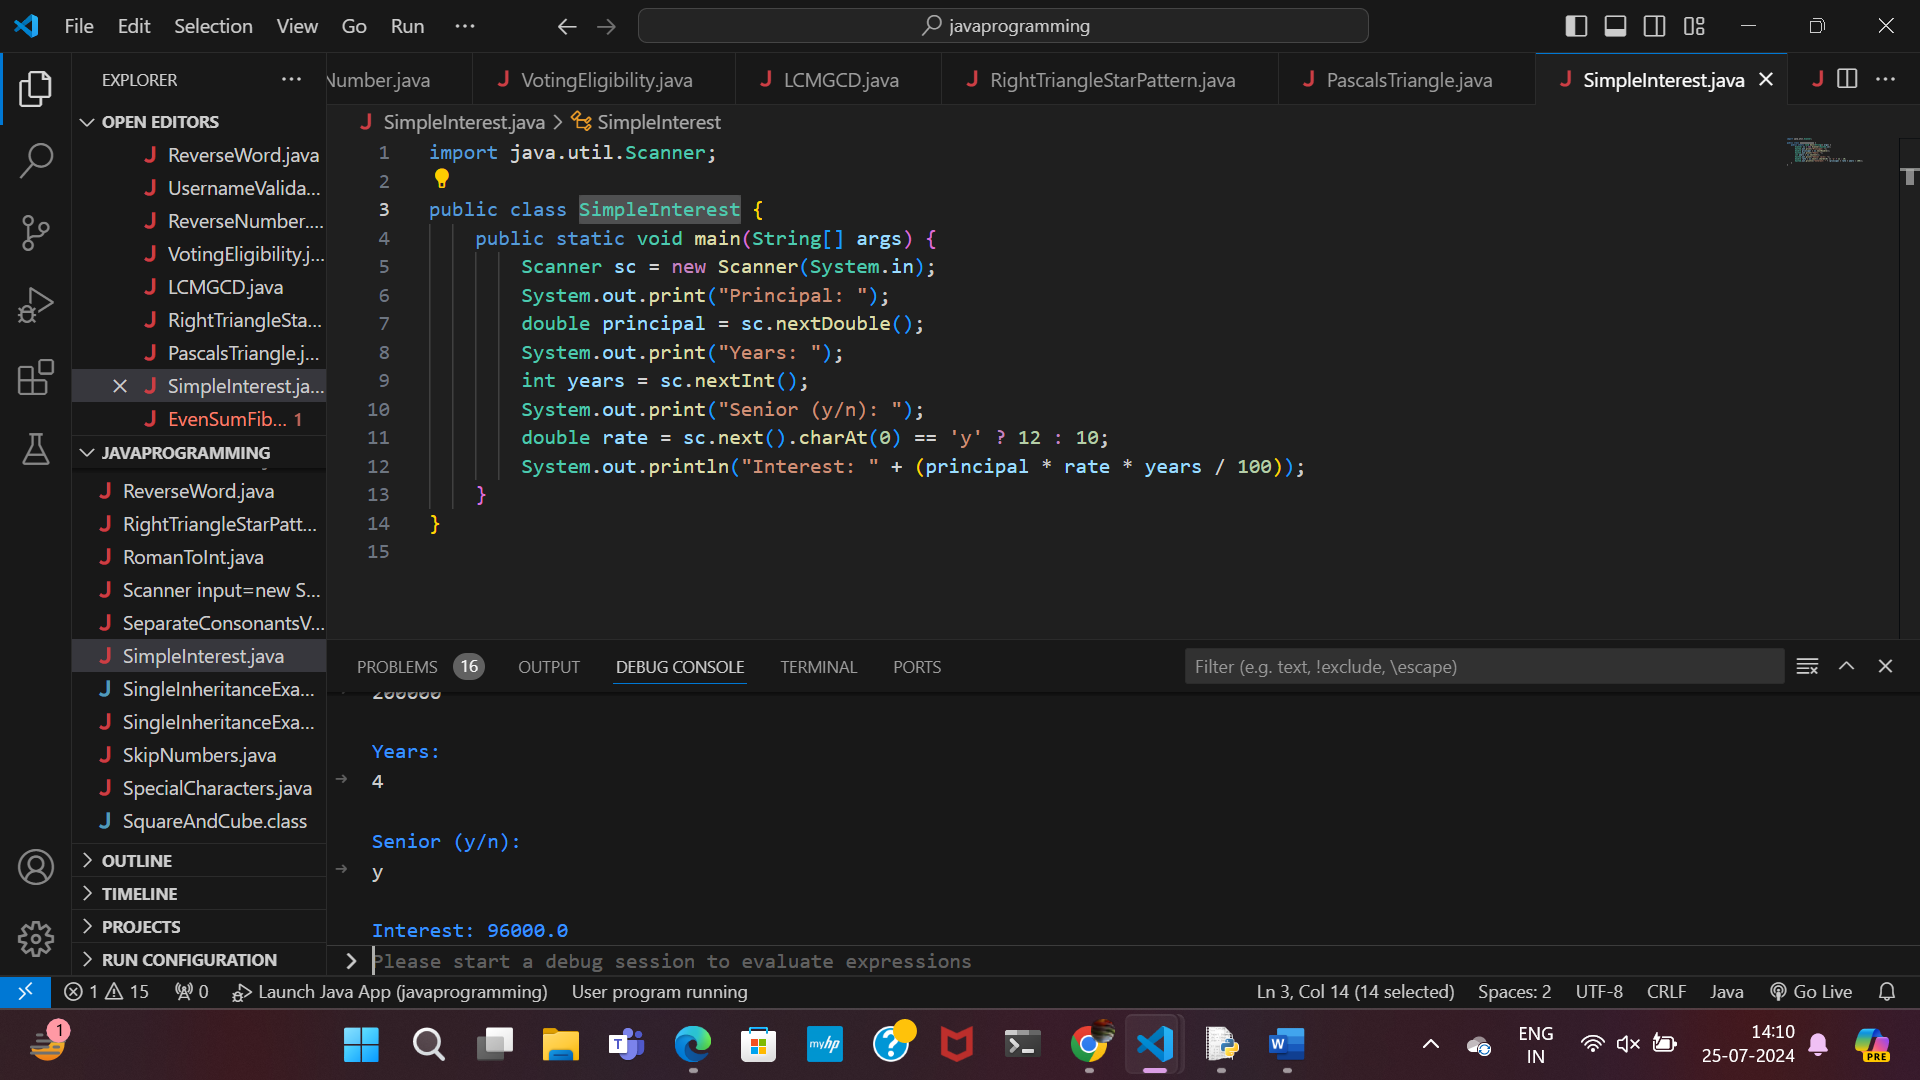 File Edit Selection View Go Run ··· javaprogramming
EXPLORER ···
OPEN EDITORS
ReverseWord.java
UsernameValida...
ReverseNumber....
VotingEligibility.j...
LCMGCD.java
RightTriangleSta...
PascalsTriangle.j...
SimpleInterest.ja...
EvenSumFib... 1
JAVAPROGRAMMING
ReverseWord.java
RightTriangleStarPatt...
RomanToInt.java
Scanner input=new S...
SeparateConsonantsV...
SimpleInterest.java
SingleInheritanceExa...
SingleInheritanceExa...
SkipNumbers.java
SpecialCharacters.java
SquareAndCube.class
OUTLINE
TIMELINE
PROJECTS
RUN CONFIGURATION
Number.java VotingEligibility.java LCMGCD.java RightTriangleStarPattern.java PascalsTriangle.java SimpleInterest.java
SimpleInterest.java > SimpleInterest
1 import java.util.Scanner;
2
3 public class SimpleInterest {
4 public static void main(String[] args) {
5 Scanner sc = new Scanner(System.in);
6 System.out.print("Principal: ");
7 double principal = sc.nextDouble();
8 System.out.print("Years: ");
9 int years = sc.nextInt();
10 System.out.print("Senior (y/n): ");
11 double rate = sc.next().charAt(0) == 'y' ? 12 : 10;
12 System.out.println("Interest: " + (principal * rate * years / 100));
13 }
14 }
15
PROBLEMS 16 OUTPUT DEBUG CONSOLE TERMINAL PORTS Filter (e.g. text, !exclude, \escape)
200000
Years:
4
Senior (y/n):
y
Interest: 96000.0
Please start a debug session to evaluate expressions
1 15 0 Launch Java App (javaprogramming) User program running Ln 3, Col 14 (14 selected) Spaces: 2 UTF-8 CRLF Java Go Live
1 myhp ENG IN 14:10 25-07-2024 PRE